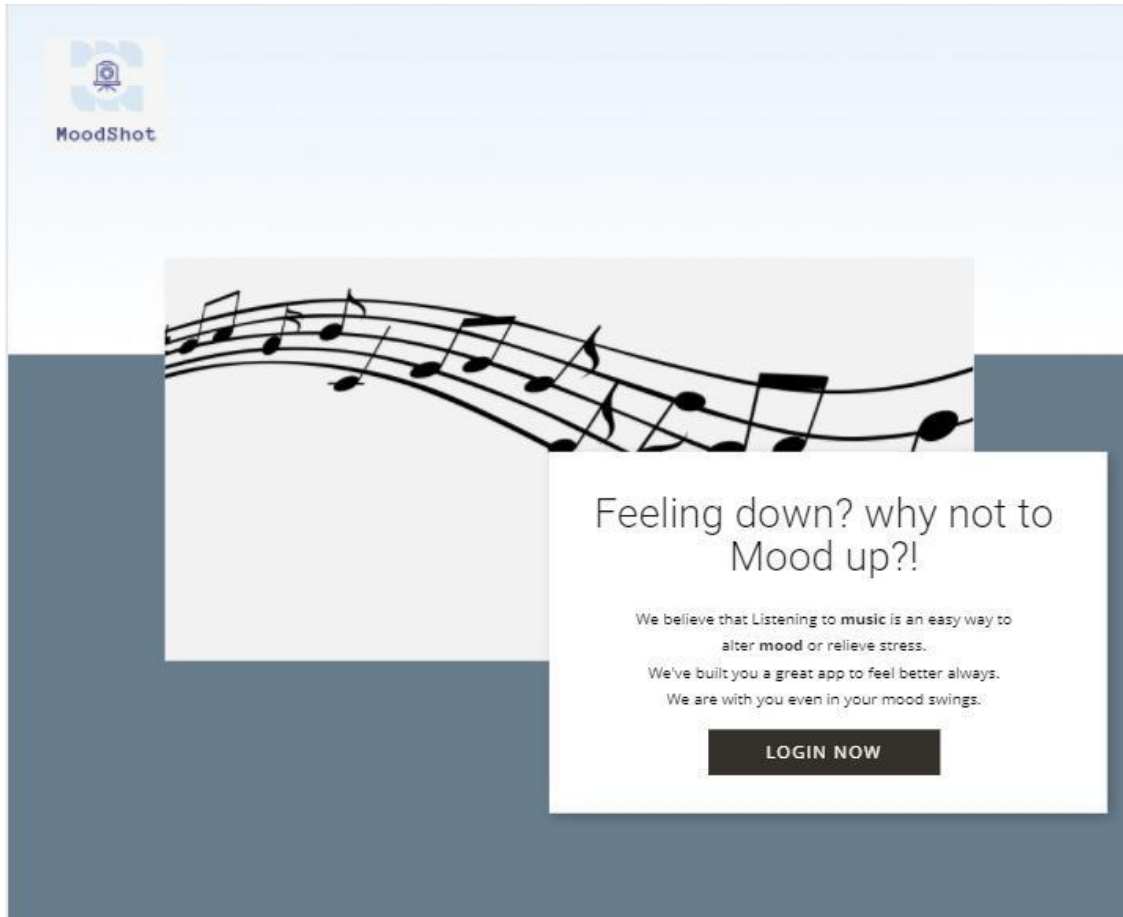 MoodShot
Feeling down? why not to
Mood up?!
We believe that Listening to music is an easy way to
alter mood or relieve stress.
We've built you a great app to feel better always.
We are with you even in your mood swings.
LOGIN NOW